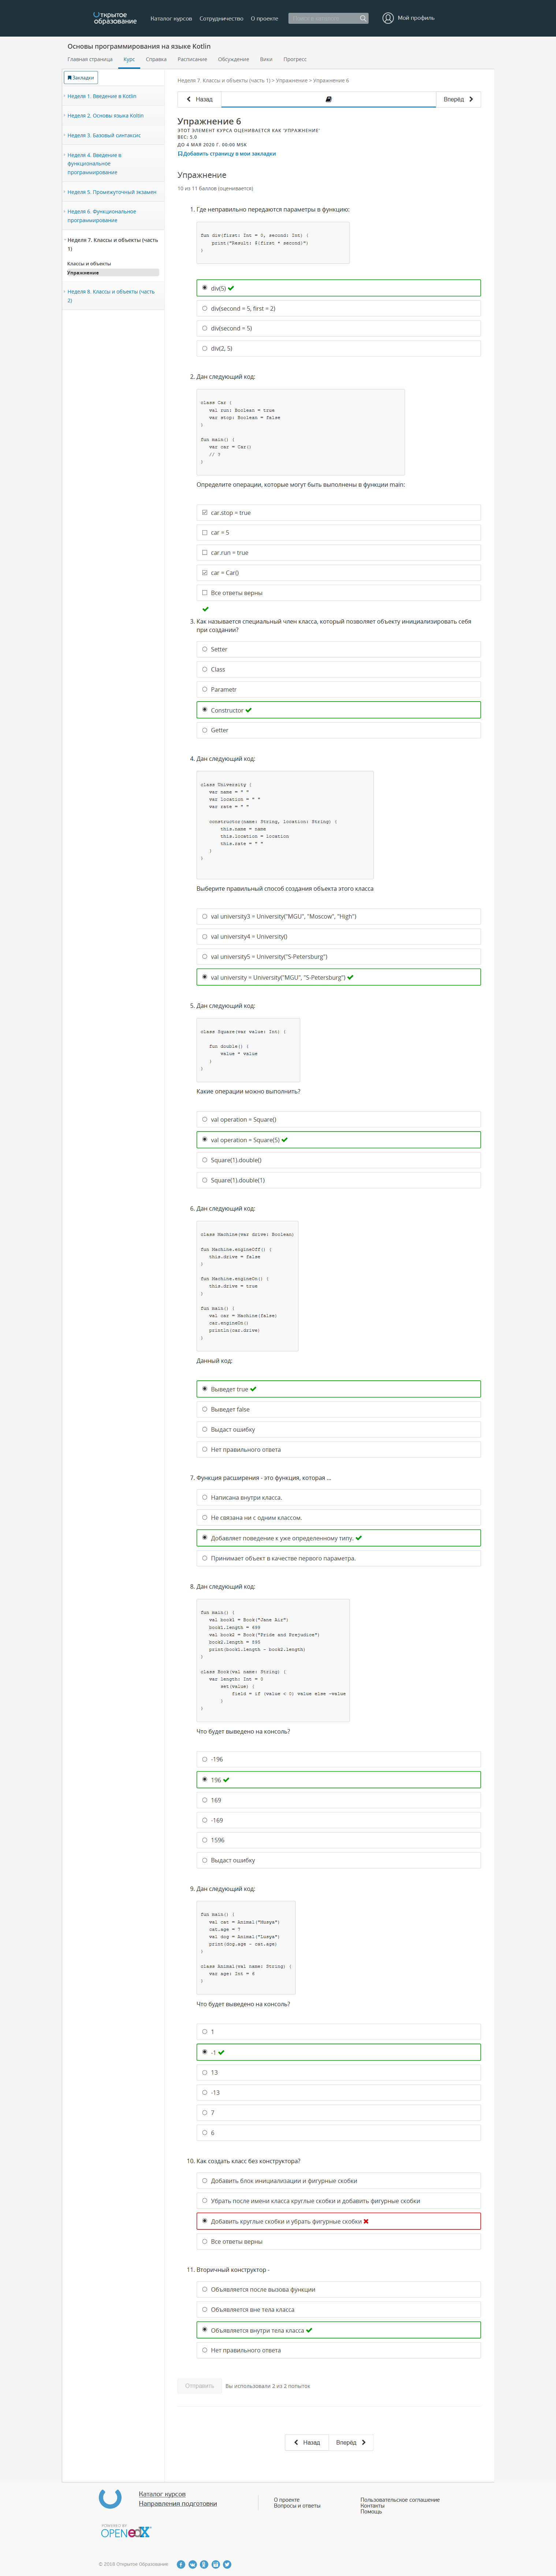 Открытое образование
Каталог курсов
Сотрудничество
О проекте
Мой профиль
Основы программирования на языке Kotlin
Главная страница
Курс
Справка
Расписание
Обсуждение
Вики
Прогресс
Закладки
Неделя 1. Введение в Kotlin
Неделя 2. Основы языка Kotlin
Неделя 3. Базовый синтаксис
Неделя 4. Введение в
функциональное
программирование
Неделя 5. Промежуточный экзамен
Неделя 6. Функциональное
программирование
Неделя 7. Классы и объекты (часть
1)
Классы и объекты
Упражнение
Неделя 8. Классы и объекты (часть
2)
Неделя 7. Классы и объекты (часть 1) > Упражнение > Упражнение 6
Назад
Вперёд
Упражнение 6
ЭТОТ ЭЛЕМЕНТ КУРСА ОЦЕНИВАЕТСЯ КАК 'УПРАЖНЕНИЕ'
ВЕС: 5.0
ДО 4 МАЯ 2020 Г. 00:00 MSK
Добавить страницу в мои закладки
Упражнение
10 из 11 баллов (оценивается)
1. Где неправильно передаются параметры в функцию:
fun div(first: Int = 0, second: Int) {
print("Result: ${first * second}")
}
div(5)
div(second = 5, first = 2)
div(second = 5)
div(2, 5)
2. Дан следующий код:
class Car {
val run: Boolean = true
var stop: Boolean = false
}
fun main() {
var car = Car()
// ?
}
Определите операции, которые могут быть выполнены в функции main:
car.stop = true
car = 5
car.run = true
car = Car()
Все ответы верны
3. Как называется специальный член класса, который позволяет объекту инициализировать себя
при создании?
Setter
Class
Parametr
Constructor
Getter
4. Дан следующий код:
class University {
var name = " "
var location = " "
var rate = " "
constructor(name: String, location: String) {
this.name = name
this.location = location
this.rate = " "
}
}
Выберите правильный способ создания объекта этого класса
val university3 = University("MGU", "Moscow", "High")
val university4 = University()
val university5 = University("S-Petersburg")
val university = University("MGU", "S-Petersburg")
5. Дан следующий код:
class Square(var value: Int) {
fun double() {
value * value
}
}
Какие операции можно выполнить?
val operation = Square()
val operation = Square(5)
Square(1).double()
Square(1).double(1)
6. Дан следующий код:
class Machine(var drive: Boolean)
fun Machine.engineOff() {
this.drive = false
}
fun Machine.engineOn() {
this.drive = true
}
fun main() {
val car = Machine(false)
car.engineOn()
println(car.drive)
}
Данный код:
Выведет true
Выведет false
Выдаст ошибку
Нет правильного ответа
7. Функция расширения - это функция, которая ...
Написана внутри класса.
Не связана ни с одним классом.
Добавляет поведение к уже определенному типу.
Принимает объект в качестве первого параметра.
8. Дан следующий код:
fun main() {
val book1 = Book("Jane Air")
book1.length = 699
val book2 = Book("Pride and Prejudice")
book2.length = 895
print(book1.length - book2.length)
}
class Book(val name: String) {
var length: Int = 0
set(value) {
field = if (value < 0) value else -value
}
}
Что будет выведено на консоль?
-196
196
169
-169
1596
Выдаст ошибку
9. Дан следующий код:
fun main() {
val cat = Animal("Musya")
cat.age = 7
val dog = Animal("Lusya")
print(dog.age - cat.age)
}
class Animal(val name: String) {
var age: Int = 6
}
Что будет выведено на консоль?
1
-1
13
-13
7
6
10. Как создать класс без конструктора?
Добавить блок инициализации и фигурные скобки
Убрать после имени класса круглые скобки и добавить фигурные скобки
Добавить круглые скобки и убрать фигурные скобки
Все ответы верны
11. Вторичный конструктор -
Объявляется после вызова функции
Объявляется вне тела класса
Объявляется внутри тела класса
Нет правильного ответа
Отправить
Вы использовали 2 из 2 попыток
Назад
Вперёд
Каталог курсов
Направления подготовки
О проекте
Вопросы и ответы
Пользовательское соглашение
Контакты
Помощь
POWERED BY
OPEN edX
© 2018 Открытое Образование